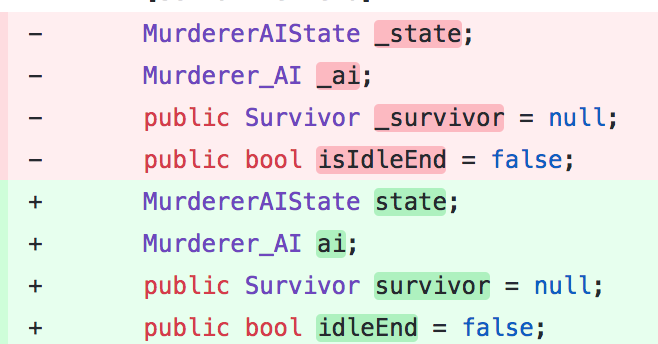 - MurdererAIState _state;
- Murderer_AI _ai;
- public Survivor _survivor = null;
- public bool isIdleEnd = false;
+ MurdererAIState state;
+ Murderer_AI ai;
+ public Survivor survivor = null;
+ public bool idleEnd = false;